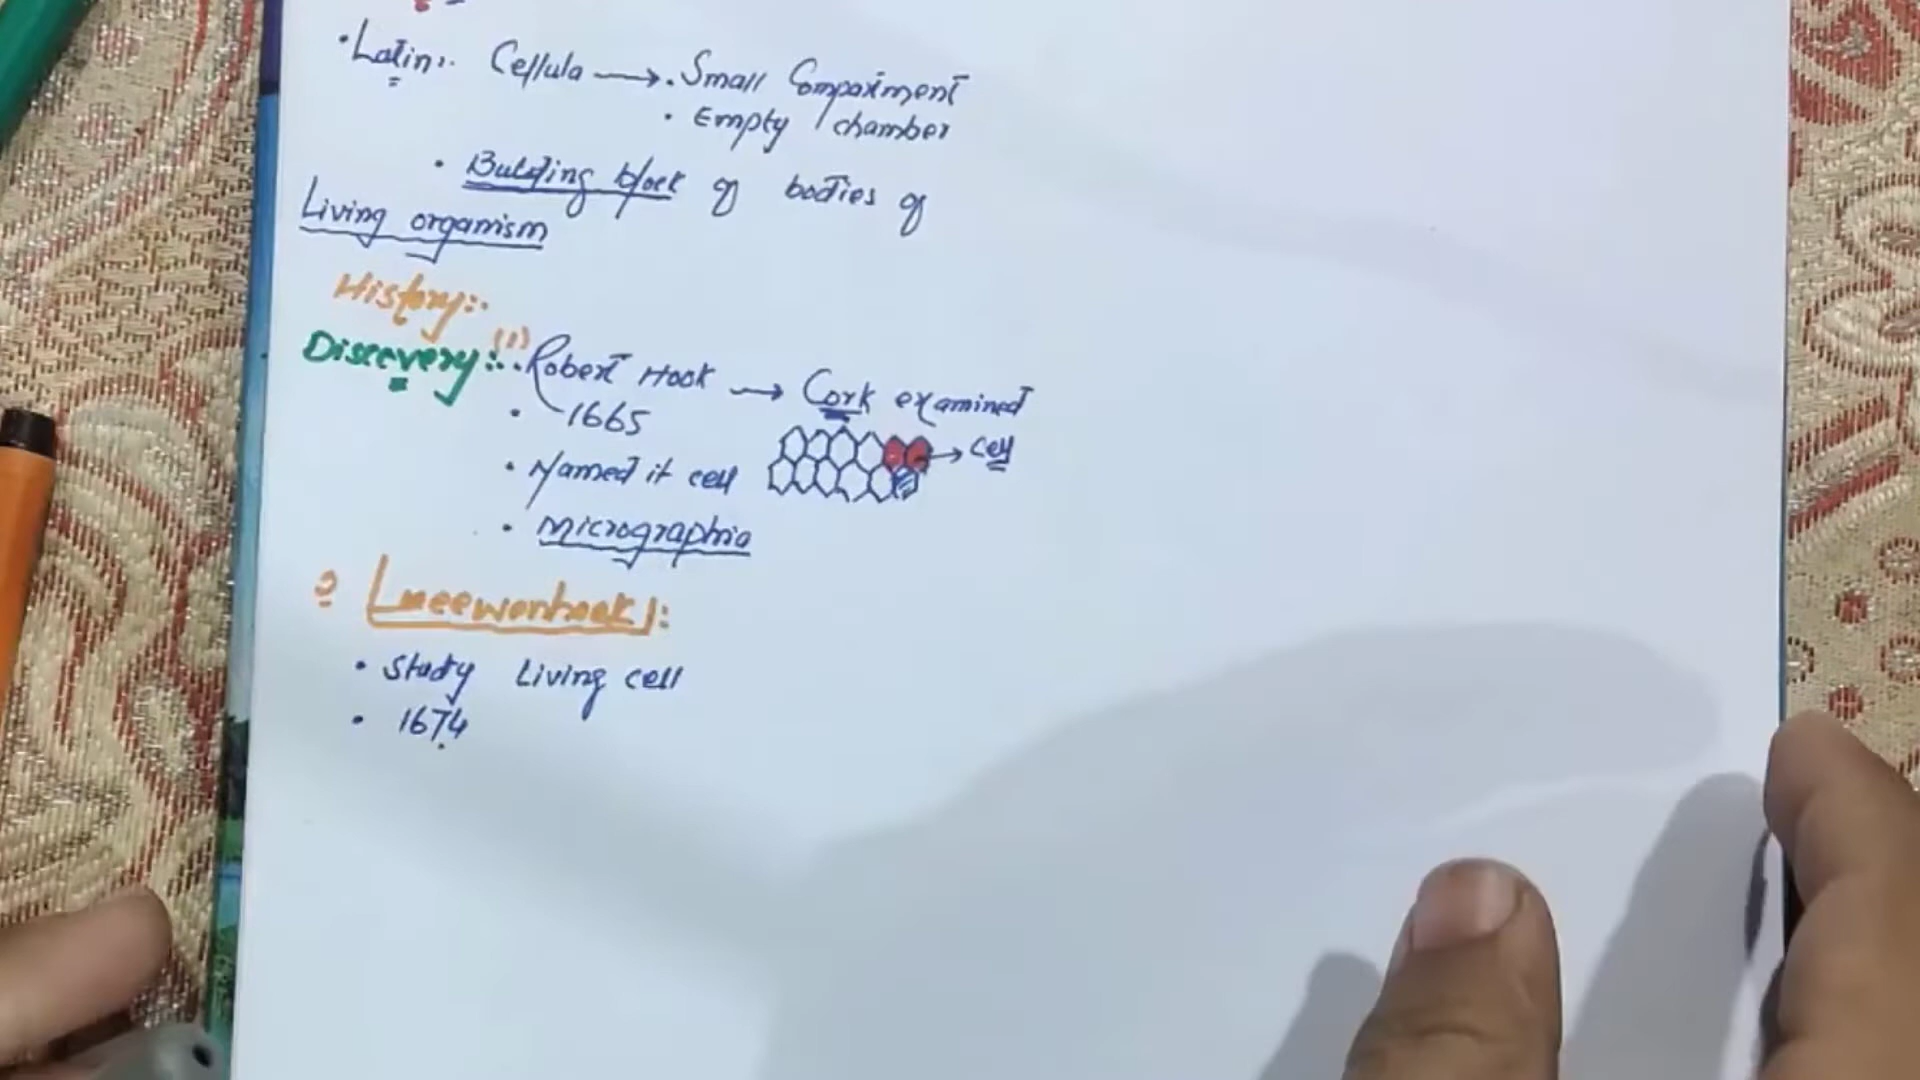 • Latin:. Cellula → • Small Compartment
• Empty chamber
• Building block of bodies of
Living organism
History:.
Discovery:. (1) • Robert Hook → Cork examined
• 1665
→ Cell
• Named it cell
• Micrographia
2 Leeewenhoek):
• Study Living cell
• 1674